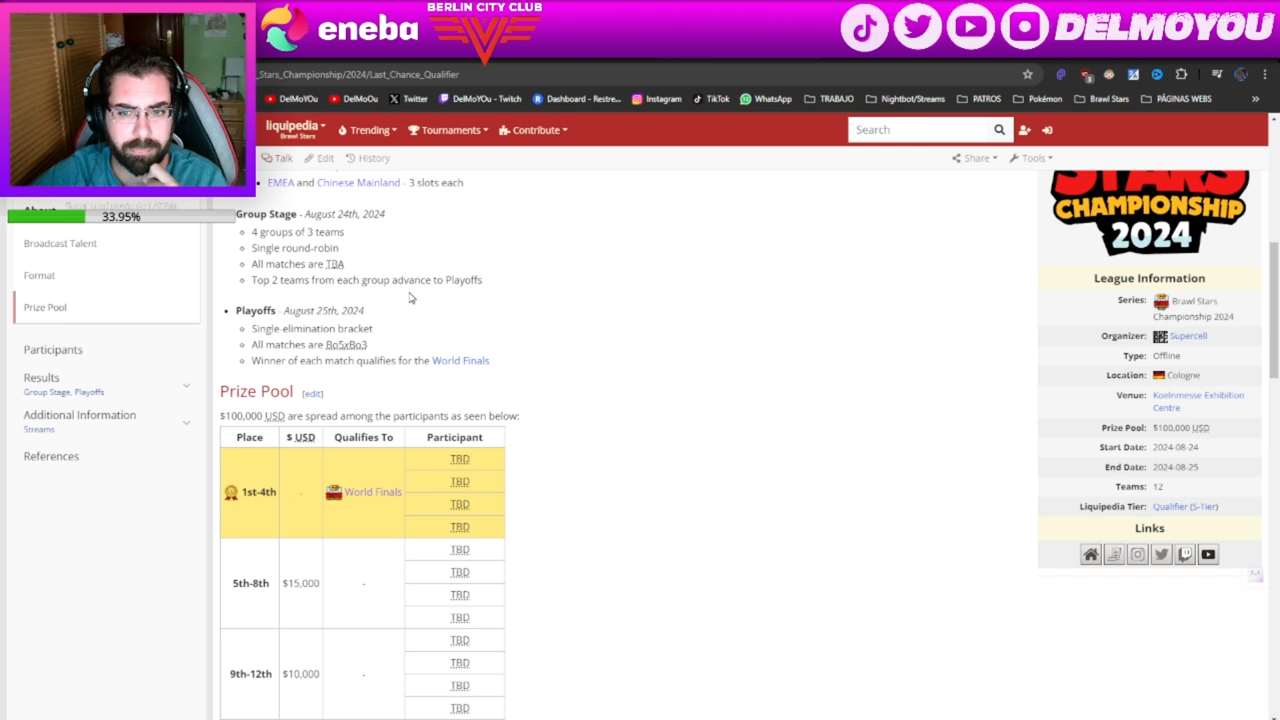 eneba
BERLIN CITY CLUB
DELMOYOU
_Stars_Championship/2024/Last_Chance_Qualifier
DelMoYOu
DelMoOu
Twitter
DelMoYOU - Twitch
Dashboard - Restre...
Instagram
TikTok
WhatsApp
TRABAJO
Nightbot/Streams
PATROS
Pokémon
Brawl Stars
PÁGINAS WEBS
»
liquipedia
Brawl Stars
Trending
Tournaments
Contribute
Search
Talk
Edit
History
Share
Tools
33.95%
Broadcast Talent
Format
Prize Pool
Participants
Results
Group Stage, Playoffs
Additional Information
Streams
References
EMEA and Chinese Mainland - 3 slots each
Group Stage - August 24th, 2024
4 groups of 3 teams
Single round-robin
All matches are TBA
Top 2 teams from each group advance to Playoffs
Playoffs - August 25th, 2024
Single-elimination bracket
All matches are Bo5xBo3
Winner of each match qualifies for the World Finals
Prize Pool [edit]
$100,000 USD are spread among the participants as seen below:
Place $ USD Qualifies To Participant
1st-4th - World Finals
TBD
TBD
TBD
TBD
5th-8th $15,000 -
TBD
TBD
TBD
TBD
9th-12th $10,000 -
TBD
TBD
TBD
TBD
STARS
CHAMPIONSHIP
2024
League Information
Series: Brawl Stars
Championship 2024
Organizer: Supercell
Type: Offline
Location: Cologne
Venue: Koelnmesse Exhibition
Centre
Prize Pool: $100,000 USD
Start Date: 2024-08-24
End Date: 2024-08-25
Teams: 12
Liquipedia Tier: Qualifier (S-Tier)
Links